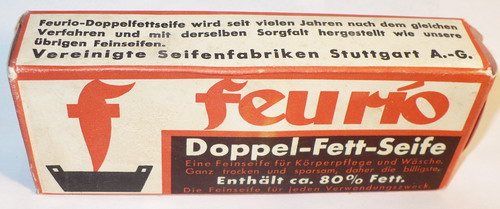 Feurio-Doppelfettseife wird seit vielen Jahren nach dem gleichen
Verfahren und mit derselben Sorgfalt hergestellt wie unsere
übrigen Feinseifen.
Vereinigte Seifenfabriken Stuttgart A.-G.
feurio
Doppel-Fett-Seife
Eine Feinseife für Körperpflege und Wäsche.
Ganz trocken und sparsam, daher die billigste.
Enthält ca. 80% Fett.
Die Feinseife für jeden Verwendungszweck.